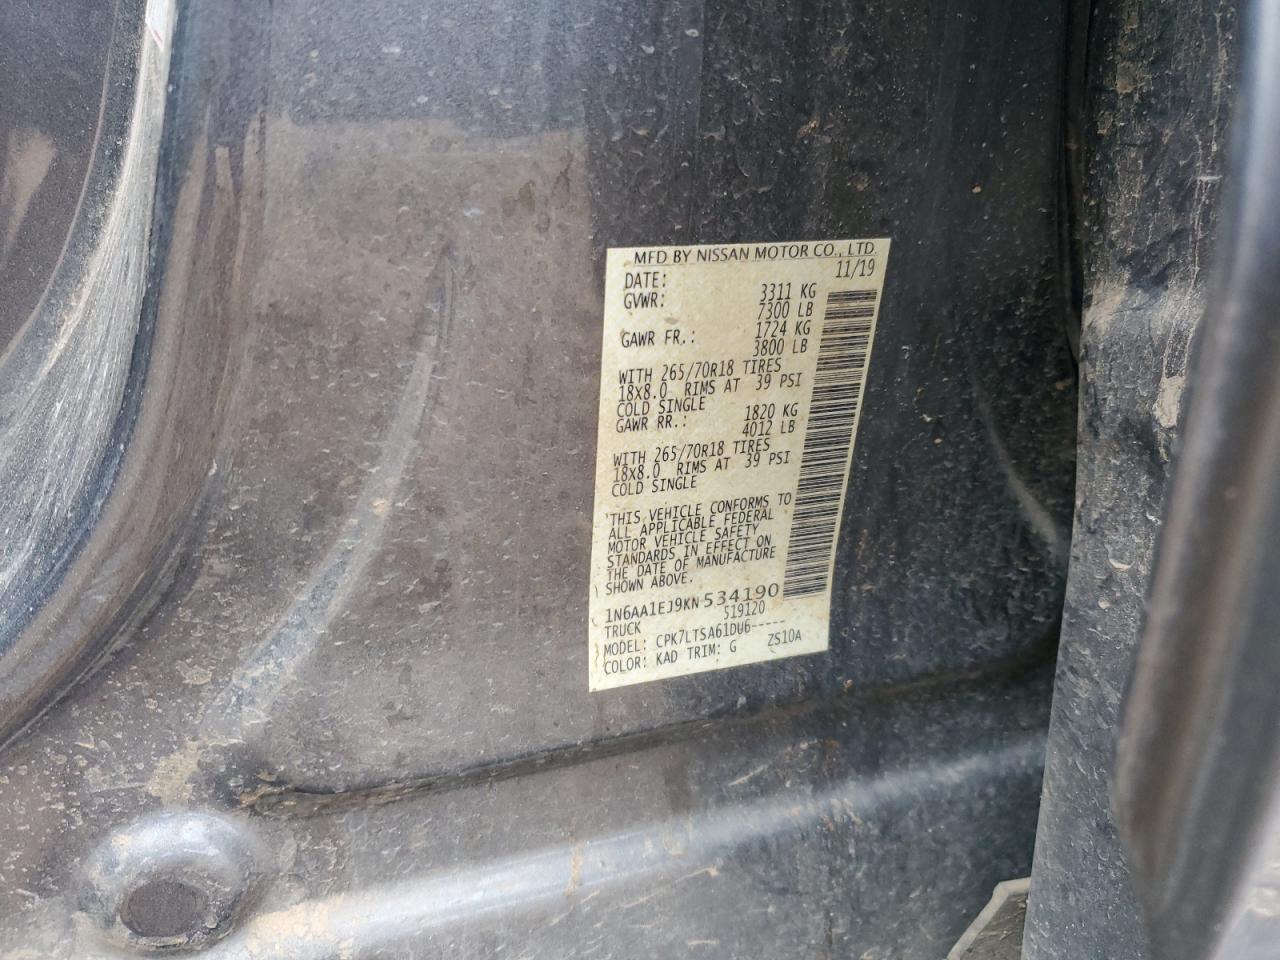 MFD BY NISSAN MOTOR CO., LTD.
DATE: 11/19
GVWR: 3311 KG
7300 LB
GAWR FR.: 1724 KG
3800 LB
WITH 265/70R18 TIRES
18X8.0 RIMS AT 39 PSI
COLD SINGLE
GAWR RR.: 1820 KG
4012 LB
WITH 265/70R18 TIRES
18X8.0 RIMS AT 39 PSI
COLD SINGLE
THIS VEHICLE CONFORMS TO
ALL APPLICABLE FEDERAL
MOTOR VEHICLE SAFETY
STANDARDS IN EFFECT ON
THE DATE OF MANUFACTURE
SHOWN ABOVE.
1N6AA1EJ9KN534190
TRUCK 519120
MODEL: CPK7LTSA61DU6-----
COLOR: KAD TRIM: G ZS10A